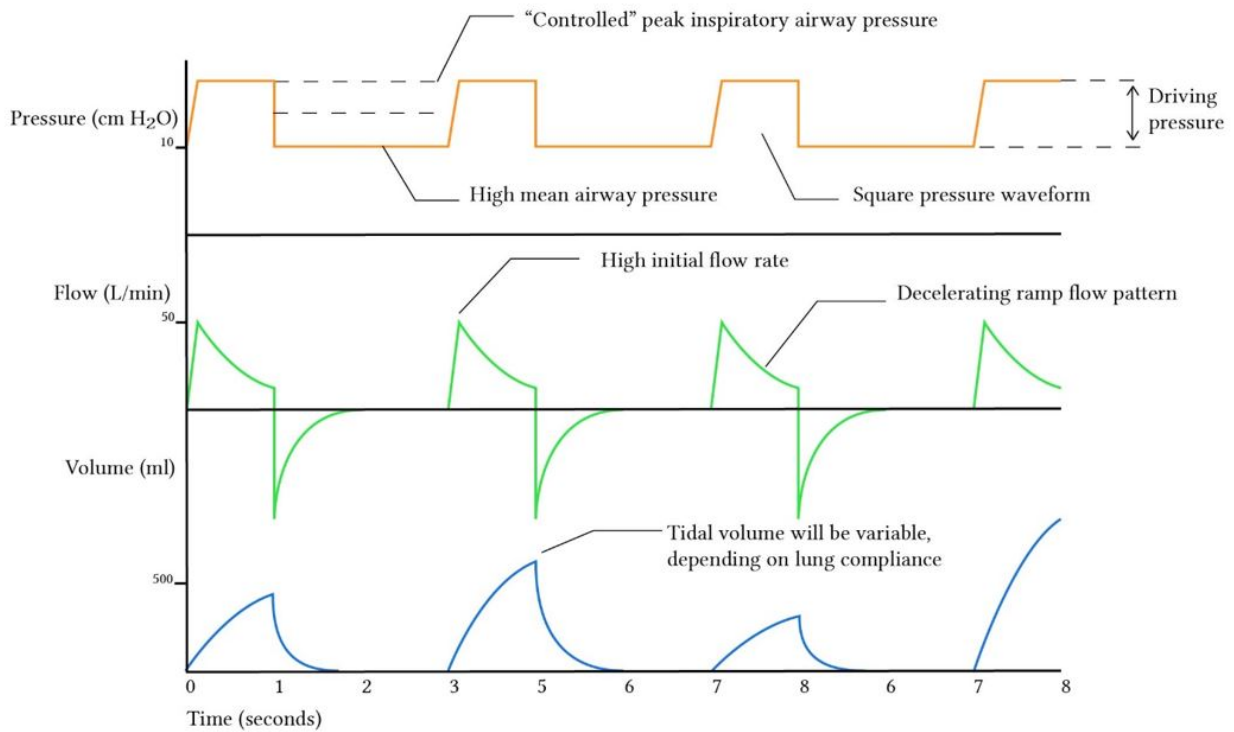 “Controlled” peak inspiratory airway pressure
Pressure (cm H₂O)
10
Driving
pressure
High mean airway pressure
Square pressure waveform
High initial flow rate
Flow (L/min)
Decelerating ramp flow pattern
50
Volume (ml)
Tidal volume will be variable,
depending on lung compliance
500
0 1 2 3 5 6 7 8 6 7 8
Time (seconds)